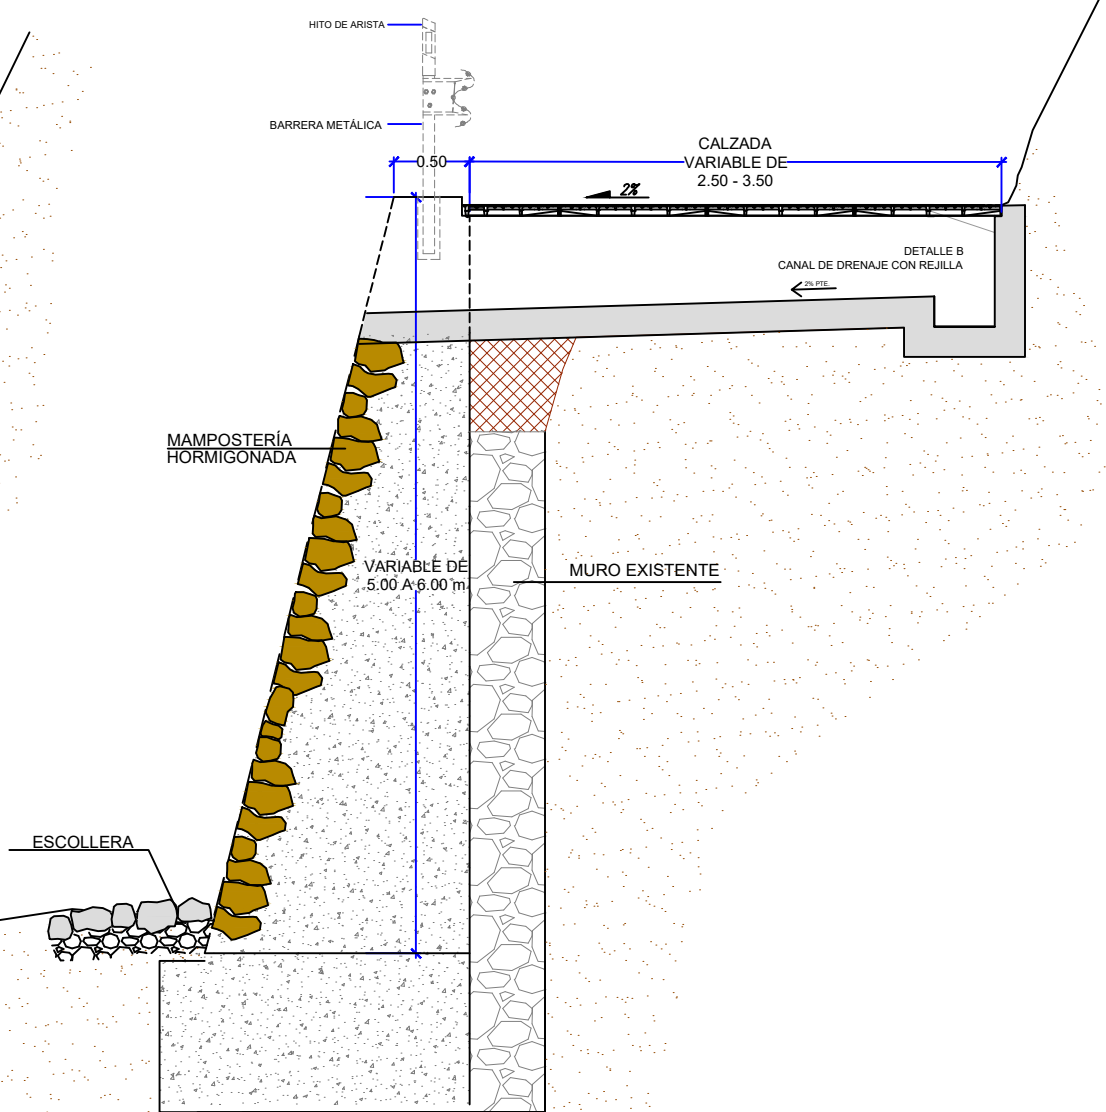 HITO DE ARISTA
BARRERA METÁLICA
0.50
CALZADA
VARIABLE DE
2.50 - 3.50
2%
DETALLE B
CANAL DE DRENAJE CON REJILLA
2% PTE.
MAMPOSTERÍA
HORMIGONADA
VARIABLE DE
5.00 A 6.00 m
MURO EXISTENTE
ESCOLLERA